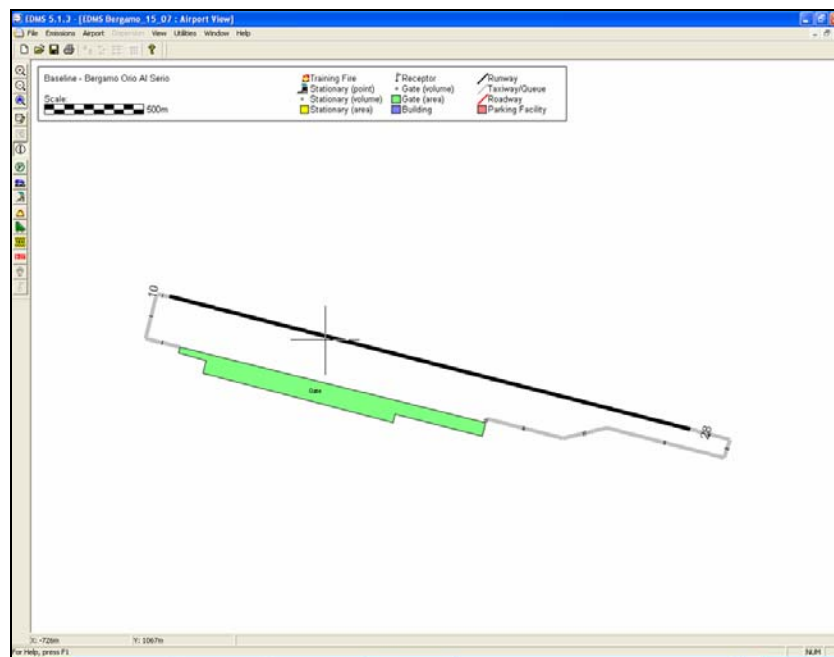 EDMS 5.1.3 - [EDMS Bergamo_15_07 : Airport View]
File Emissions Airport Dispersion View Utilities Window Help
Baseline - Bergamo Orio Al Serio
Scale:
500m
Training Fire
Stationary (point)
Stationary (volume)
Stationary (area)
Receptor
Gate (volume)
Gate (area)
Building
Runway
Taxiway/Queue
Roadway
Parking Facility
10
Gate
28
X: -726m Y: 1067m
For Help, press F1 NUM